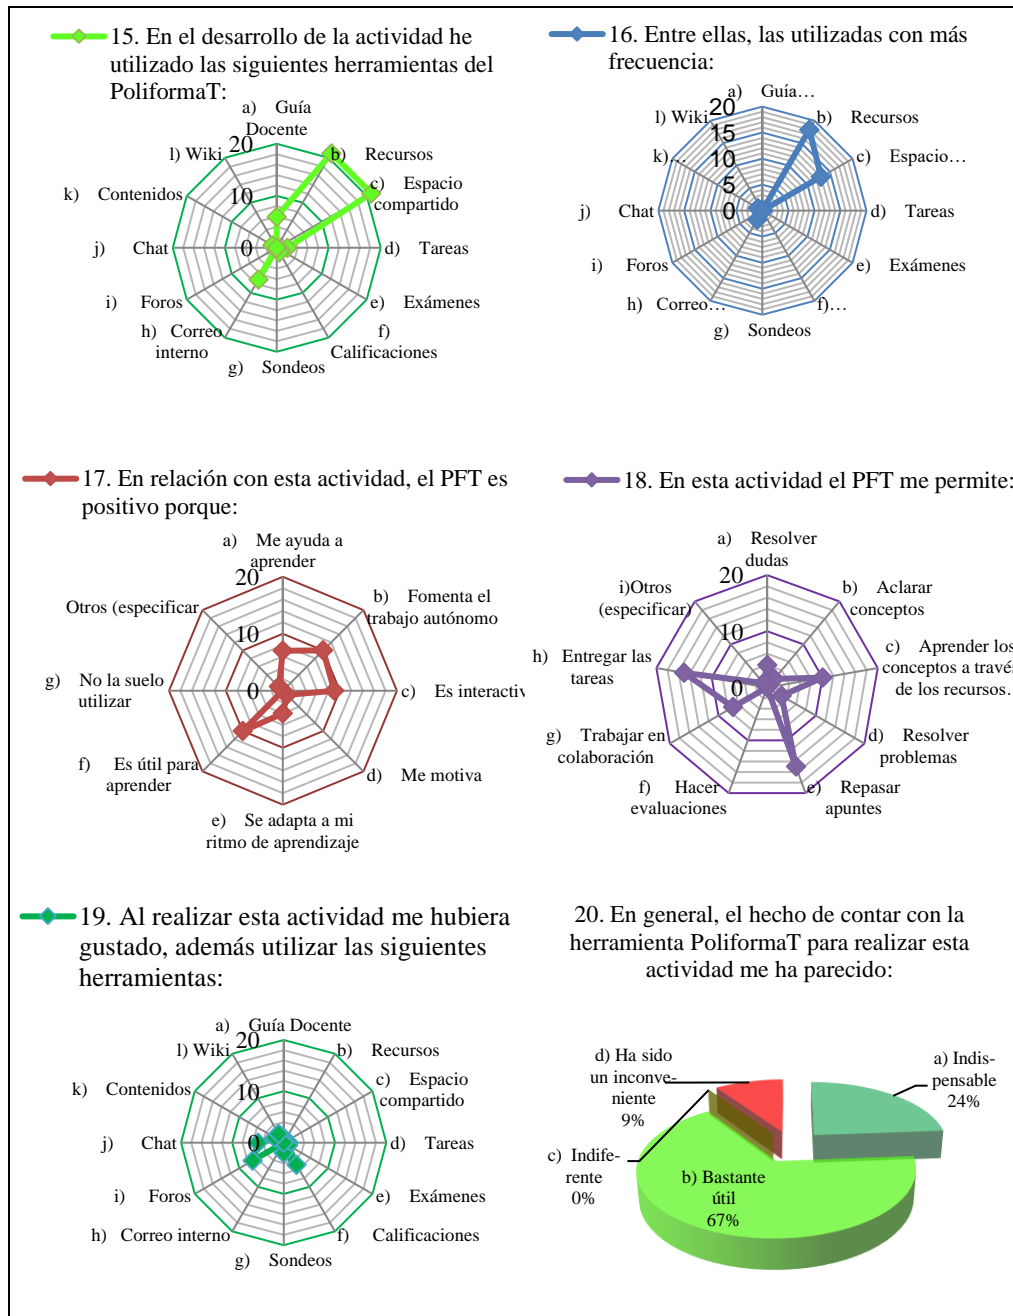 15. En el desarrollo de la actividad he
utilizado las siguientes herramientas del
PoliformaT:
a) Guía
Docente
b) Recursos
c) Espacio
compartido
d) Tareas
e) Exámenes
f)
Calificaciones
g) Sondeos
h) Correo
interno
i) Foros
j) Chat
k) Contenidos
l) Wiki
20
10
0
16. Entre ellas, las utilizadas con más
frecuencia:
a) Guía…
b) Recursos
c) Espacio…
d) Tareas
e) Exámenes
f)…
g) Sondeos
h) Correo…
i) Foros
j) Chat
k)…
l) Wiki
20
15
10
5
0
17. En relación con esta actividad, el PFT es
positivo porque:
a) Me ayuda a
aprender
b) Fomenta el
trabajo autónomo
c) Es interactiv
d) Me motiva
e) Se adapta a mi
ritmo de aprendizaje
f) Es útil para
aprender
g) No la suelo
utilizar
Otros (especificar
20
10
0
18. En esta actividad el PFT me permite:
a) Resolver
dudas
b) Aclarar
conceptos
c) Aprender los
conceptos a través
de los recursos.
d) Resolver
problemas
e) Repasar
apuntes
f) Hacer
evaluaciones
g) Trabajar en
colaboración
h) Entregar las
tareas
i)Otros
(especificar)
20
10
0
19. Al realizar esta actividad me hubiera
gustado, además utilizar las siguientes
herramientas:
a) Guía Docente
b) Recursos
c) Espacio
compartido
d) Tareas
e) Exámenes
f) Calificaciones
g) Sondeos
h) Correo interno
i) Foros
j) Chat
k) Contenidos
l) Wiki
20
10
0
20. En general, el hecho de contar con la
herramienta PoliformaT para realizar esta
actividad me ha parecido:
a) Indis-
pensable
24%
b) Bastante
útil
67%
c) Indife-
rente
0%
d) Ha sido
un inconve-
niente
9%